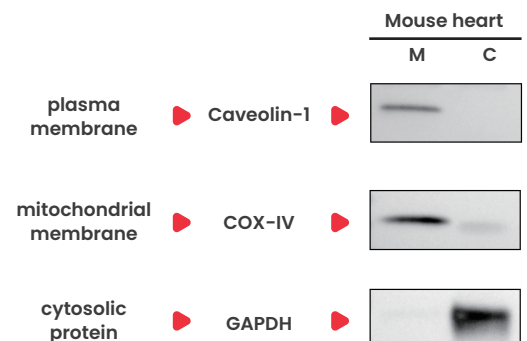 Mouse heart
M C
plasma
membrane
Caveolin-1
mitochondrial
membrane
COX-IV
cytosolic
protein
GAPDH